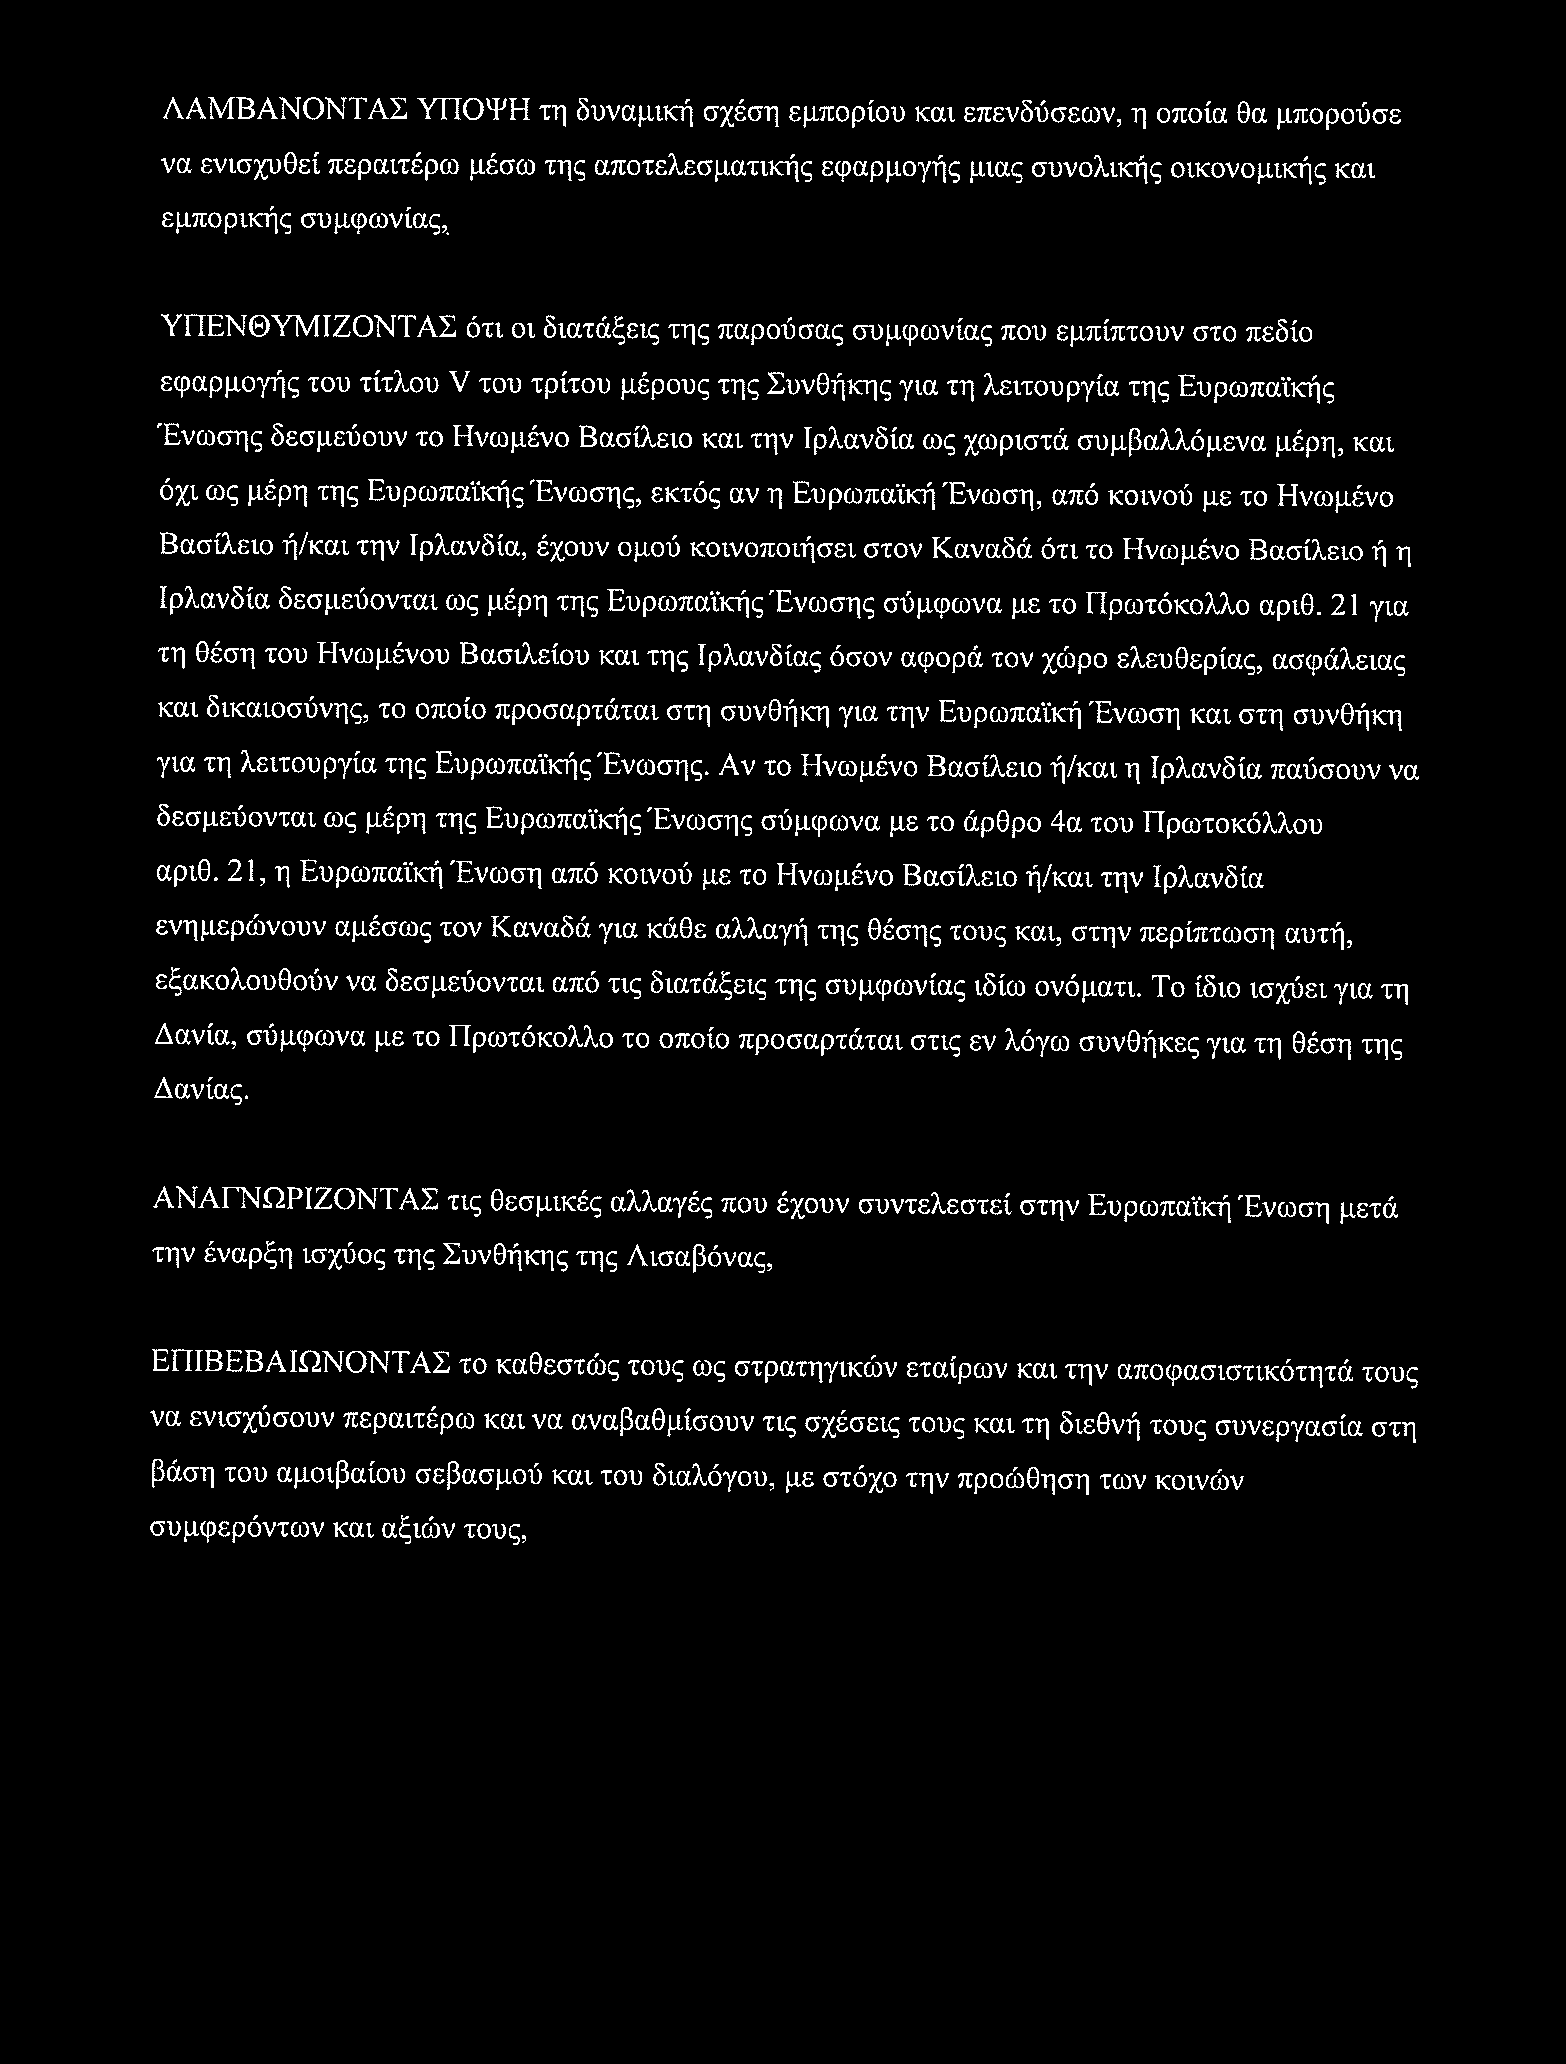 ΛΑΜΒΑΝΟΝΤΑΣ ΥΠΟΨΗ τη δυναμική σχέση εμπορίου και επενδύσεων, η οποία θα μπορούσε
να ενισχυθεί περαιτέρω μέσω της αποτελεσματικής εφαρμογής μιας συνολικής οικονομικής και
εμπορικής συμφωνίας,
ΥΠΕΝΘΥΜΙΖΟΝΤΑΣ ότι οι διατάξεις της παρούσας συμφωνίας που εμπίπτουν στο πεδίο
εφαρμογής του τίτλου V του τρίτου μέρους της Συνθήκης για τη λειτουργία της Ευρωπαϊκής
Ένωσης δεσμεύουν το Ηνωμένο Βασίλειο και την Ιρλανδία ως χωριστά συμβαλλόμενα μέρη, και
όχι ως μέρη της Ευρωπαϊκής Ένωσης, εκτός αν η Ευρωπαϊκή Ένωση, από κοινού με το Ηνωμένο
Βασίλειο ή/και την Ιρλανδία, έχουν ομού κοινοποιήσει στον Καναδά ότι το Ηνωμένο Βασίλειο ή η
Ιρλανδία δεσμεύονται ως μέρη της Ευρωπαϊκής Ένωσης σύμφωνα με το Πρωτόκολλο αριθ. 21 για
τη θέση του Ηνωμένου Βασιλείου και της Ιρλανδίας όσον αφορά τον χώρο ελευθερίας, ασφάλειας
και δικαιοσύνης, το οποίο προσαρτάται στη συνθήκη για την Ευρωπαϊκή Ένωση και στη συνθήκη
για τη λειτουργία της Ευρωπαϊκής Ένωσης. Αν το Ηνωμένο Βασίλειο ή/και η Ιρλανδία παύσουν να
δεσμεύονται ως μέρη της Ευρωπαϊκής Ένωσης σύμφωνα με το άρθρο 4α του Πρωτοκόλλου
αριθ. 21, η Ευρωπαϊκή Ένωση από κοινού με το Ηνωμένο Βασίλειο ή/και την Ιρλανδία
ενημερώνουν αμέσως τον Καναδά για κάθε αλλαγή της θέσης τους και, στην περίπτωση αυτή,
εξακολουθούν να δεσμεύονται από τις διατάξεις της συμφωνίας ιδίω ονόματι. Το ίδιο ισχύει για τη
Δανία, σύμφωνα με το Πρωτόκολλο το οποίο προσαρτάται στις εν λόγω συνθήκες για τη θέση της
Δανίας.
ΑΝΑΓΝΩΡΙΖΟΝΤΑΣ τις θεσμικές αλλαγές που έχουν συντελεστεί στην Ευρωπαϊκή Ένωση μετά
την έναρξη ισχύος της Συνθήκης της Λισαβόνας,
ΕΠΙΒΕΒΑΙΩΝΟΝΤΑΣ το καθεστώς τους ως στρατηγικών εταίρων και την αποφασιστικότητά τους
να ενισχύσουν περαιτέρω και να αναβαθμίσουν τις σχέσεις τους και τη διεθνή τους συνεργασία στη
βάση του αμοιβαίου σεβασμού και του διαλόγου, με στόχο την προώθηση των κοινών
συμφερόντων και αξιών τους,